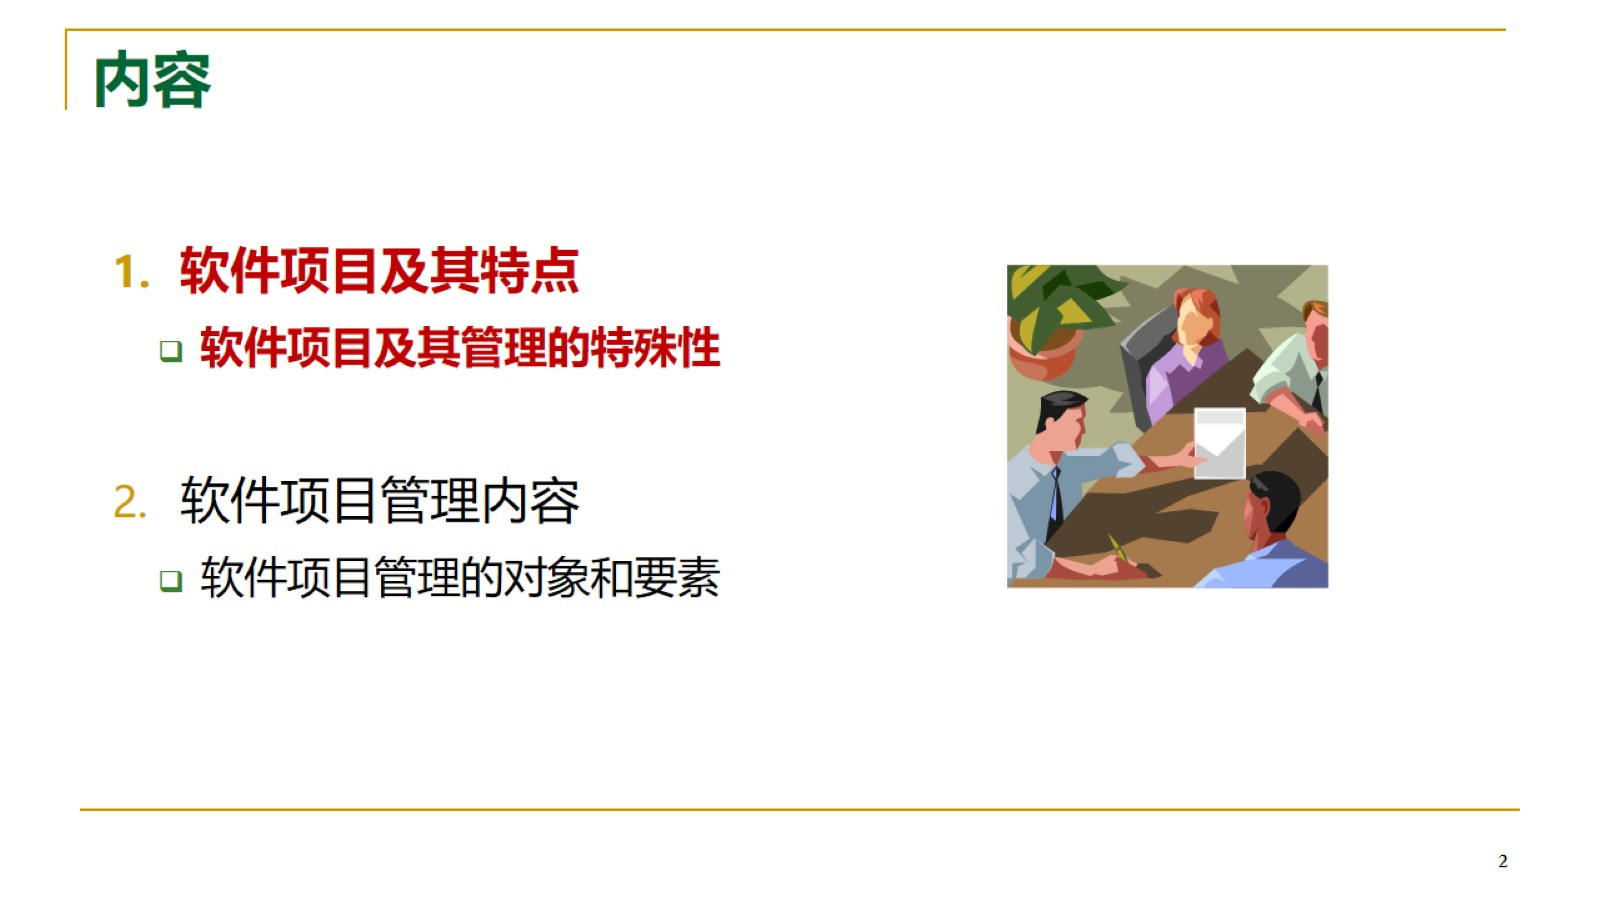 内容
1. 软件项目及其特点
❑ 软件项目及其管理的特殊性
2. 软件项目管理内容
❑ 软件项目管理的对象和要素
2